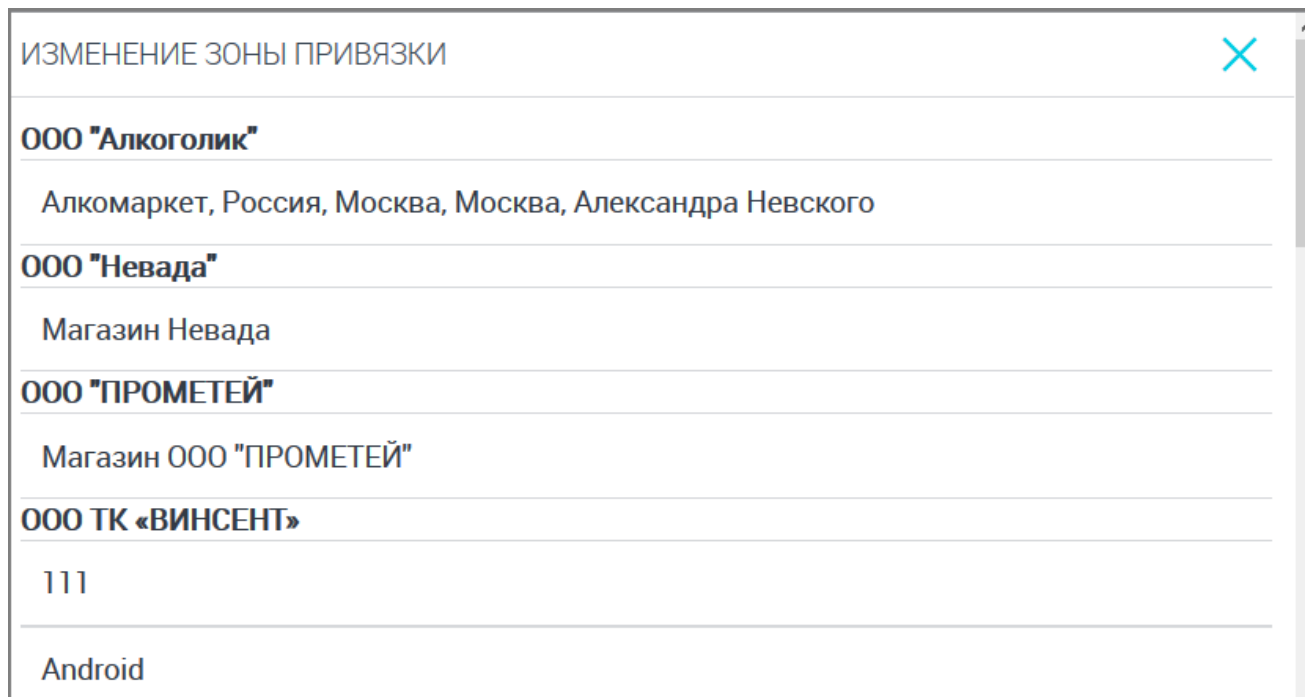 ИЗМЕНЕНИЕ ЗОНЫ ПРИВЯЗКИ
ООО "Алкоголик"
Алкомаркет, Россия, Москва, Москва, Александра Невского
ООО "Невада"
Магазин Невада
ООО "ПРОМЕТЕЙ"
Магазин ООО "ПРОМЕТЕЙ"
ООО ТК «ВИНСЕНТ»
111
Android